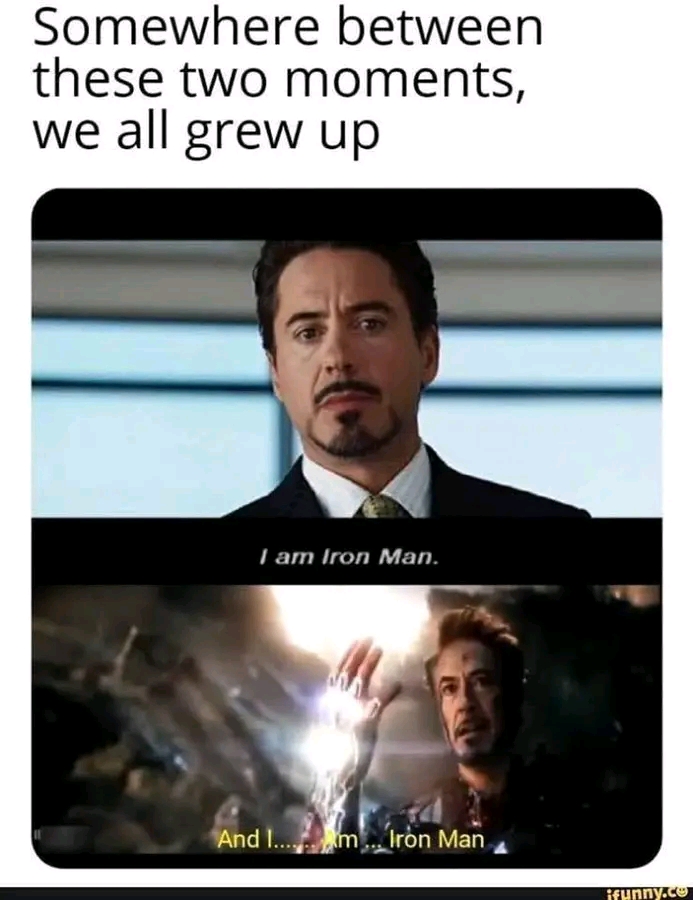 Somewhere between
these two moments,
we all grew up
I am Iron Man.
And I...... Am ... Iron Man
ifunny.co